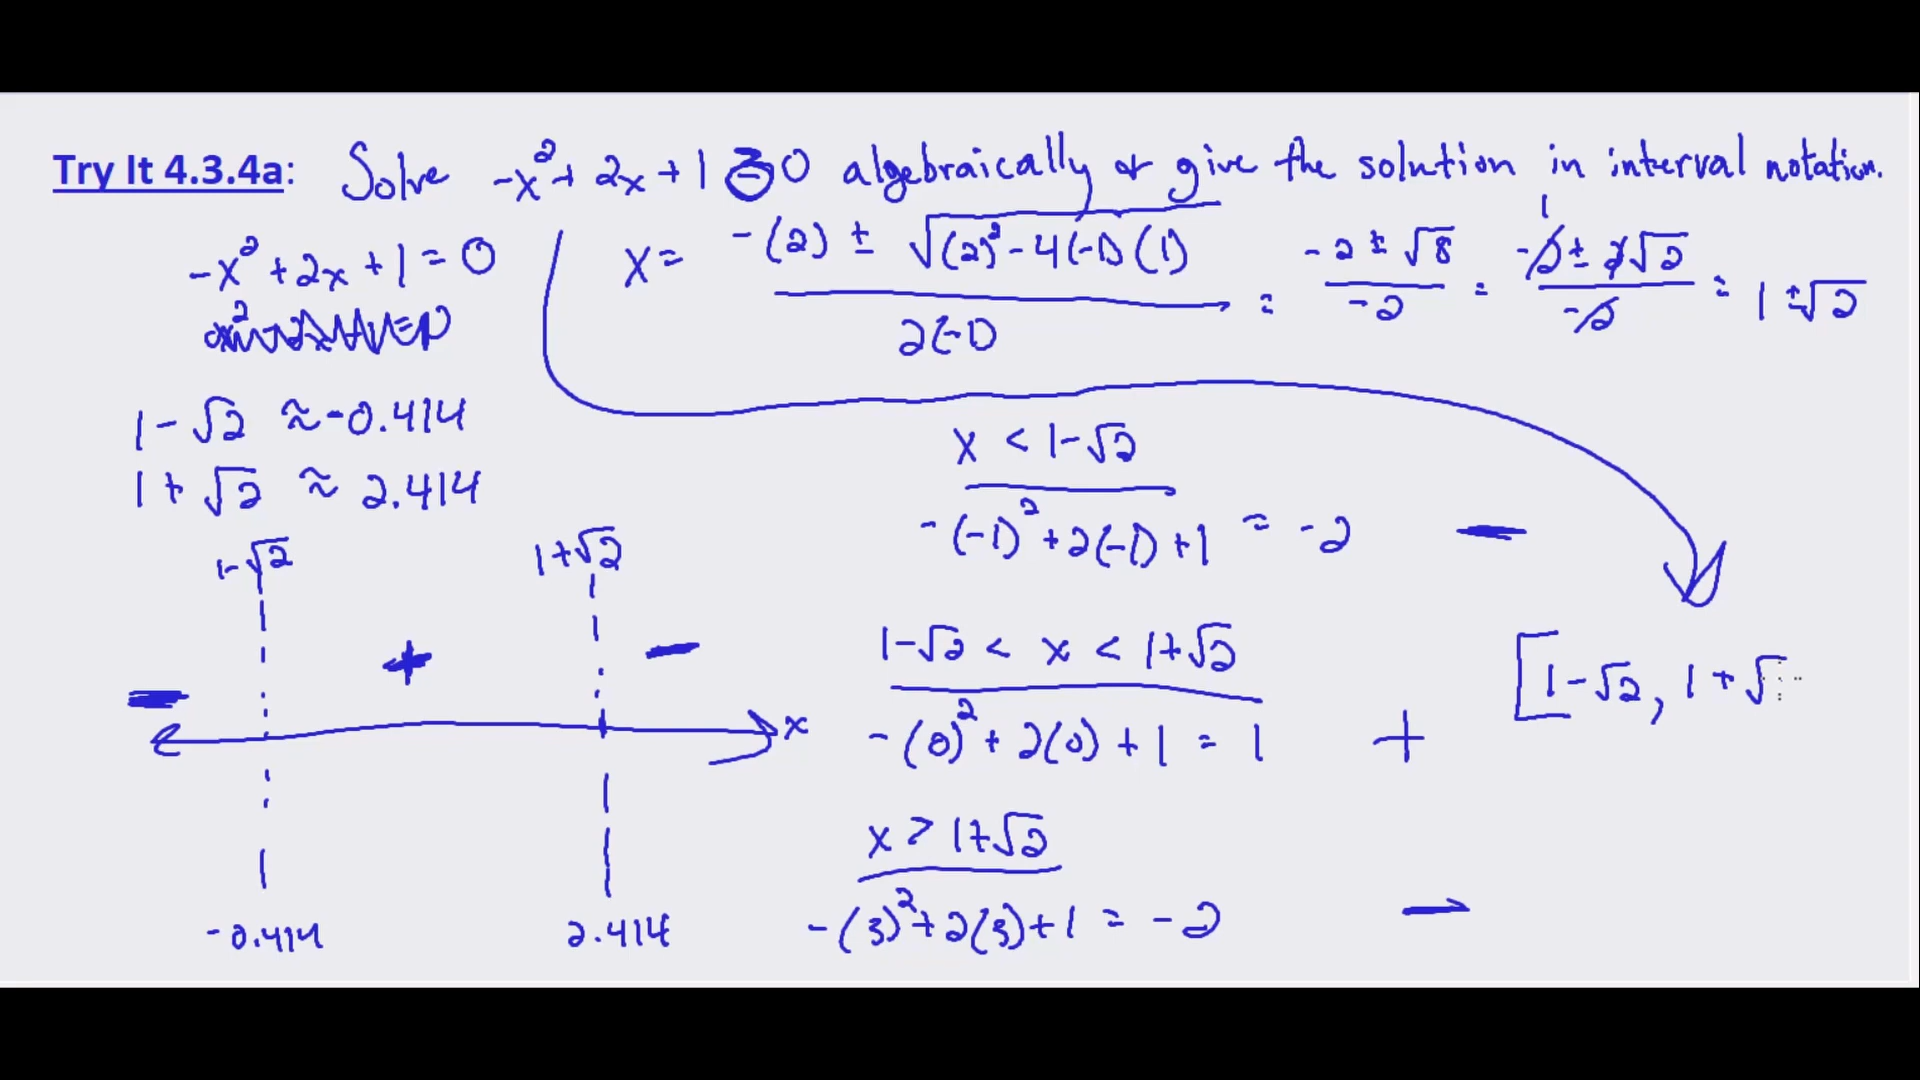 Try It 4.3.4a: Solve -x² + 2x + 1 ≥ 0 algebraically & give the solution in interval notation.
-x² + 2x + 1 = 0
x = (-(2) ± √((2)² - 4(-1)(1))) / 2(-1) = (-2 ± √8) / -2 = (-2 ± 2√2) / -2 = 1 ± √2
1
1 - √2 ≈ -0.414
1 + √2 ≈ 2.414
1-√2
1+√2
- + -
x
-0.414
2.414
x < 1-√2
-(-1)² + 2(-1) + 1 = -2 -
1-√2 < x < 1+√2
-(0)² + 2(0) + 1 = 1 +
x > 1+√2
-(3)² + 2(3) + 1 = -2 -
[1-√2, 1+√